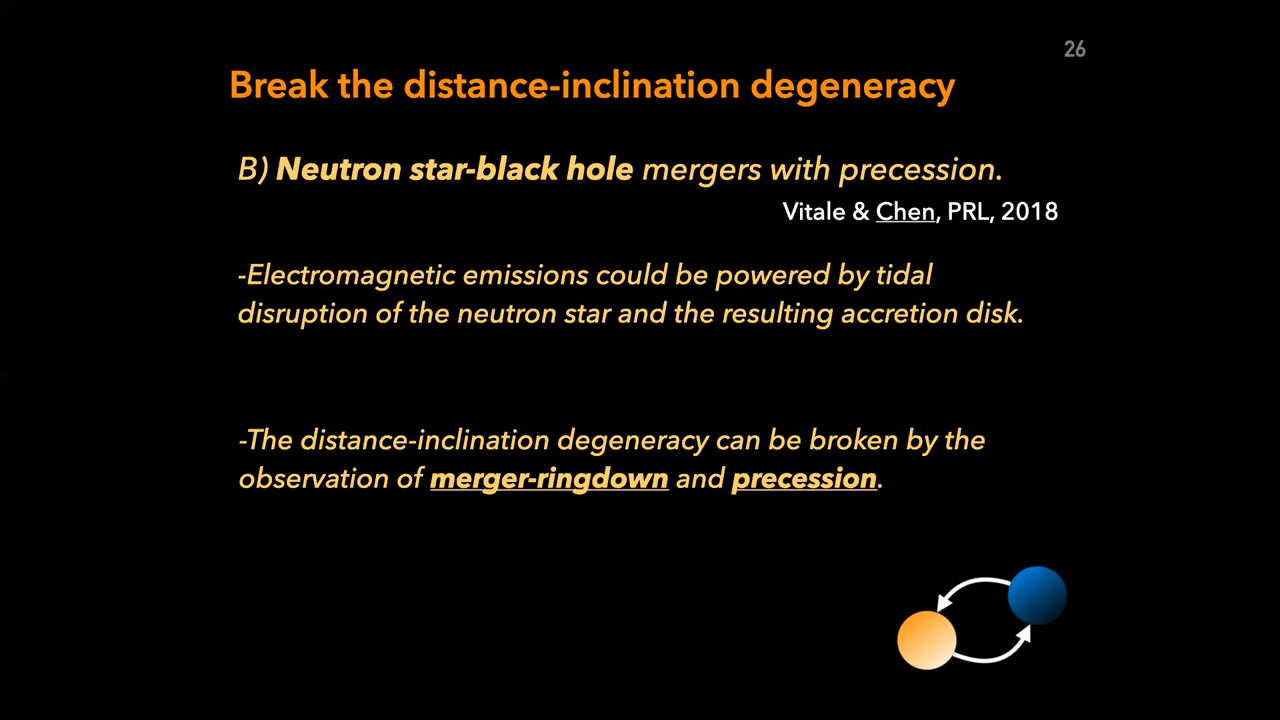 26
Break the distance-inclination degeneracy
B) Neutron star-black hole mergers with precession.
Vitale & Chen, PRL, 2018
-Electromagnetic emissions could be powered by tidal
disruption of the neutron star and the resulting accretion disk.
-The distance-inclination degeneracy can be broken by the
observation of merger-ringdown and precession.